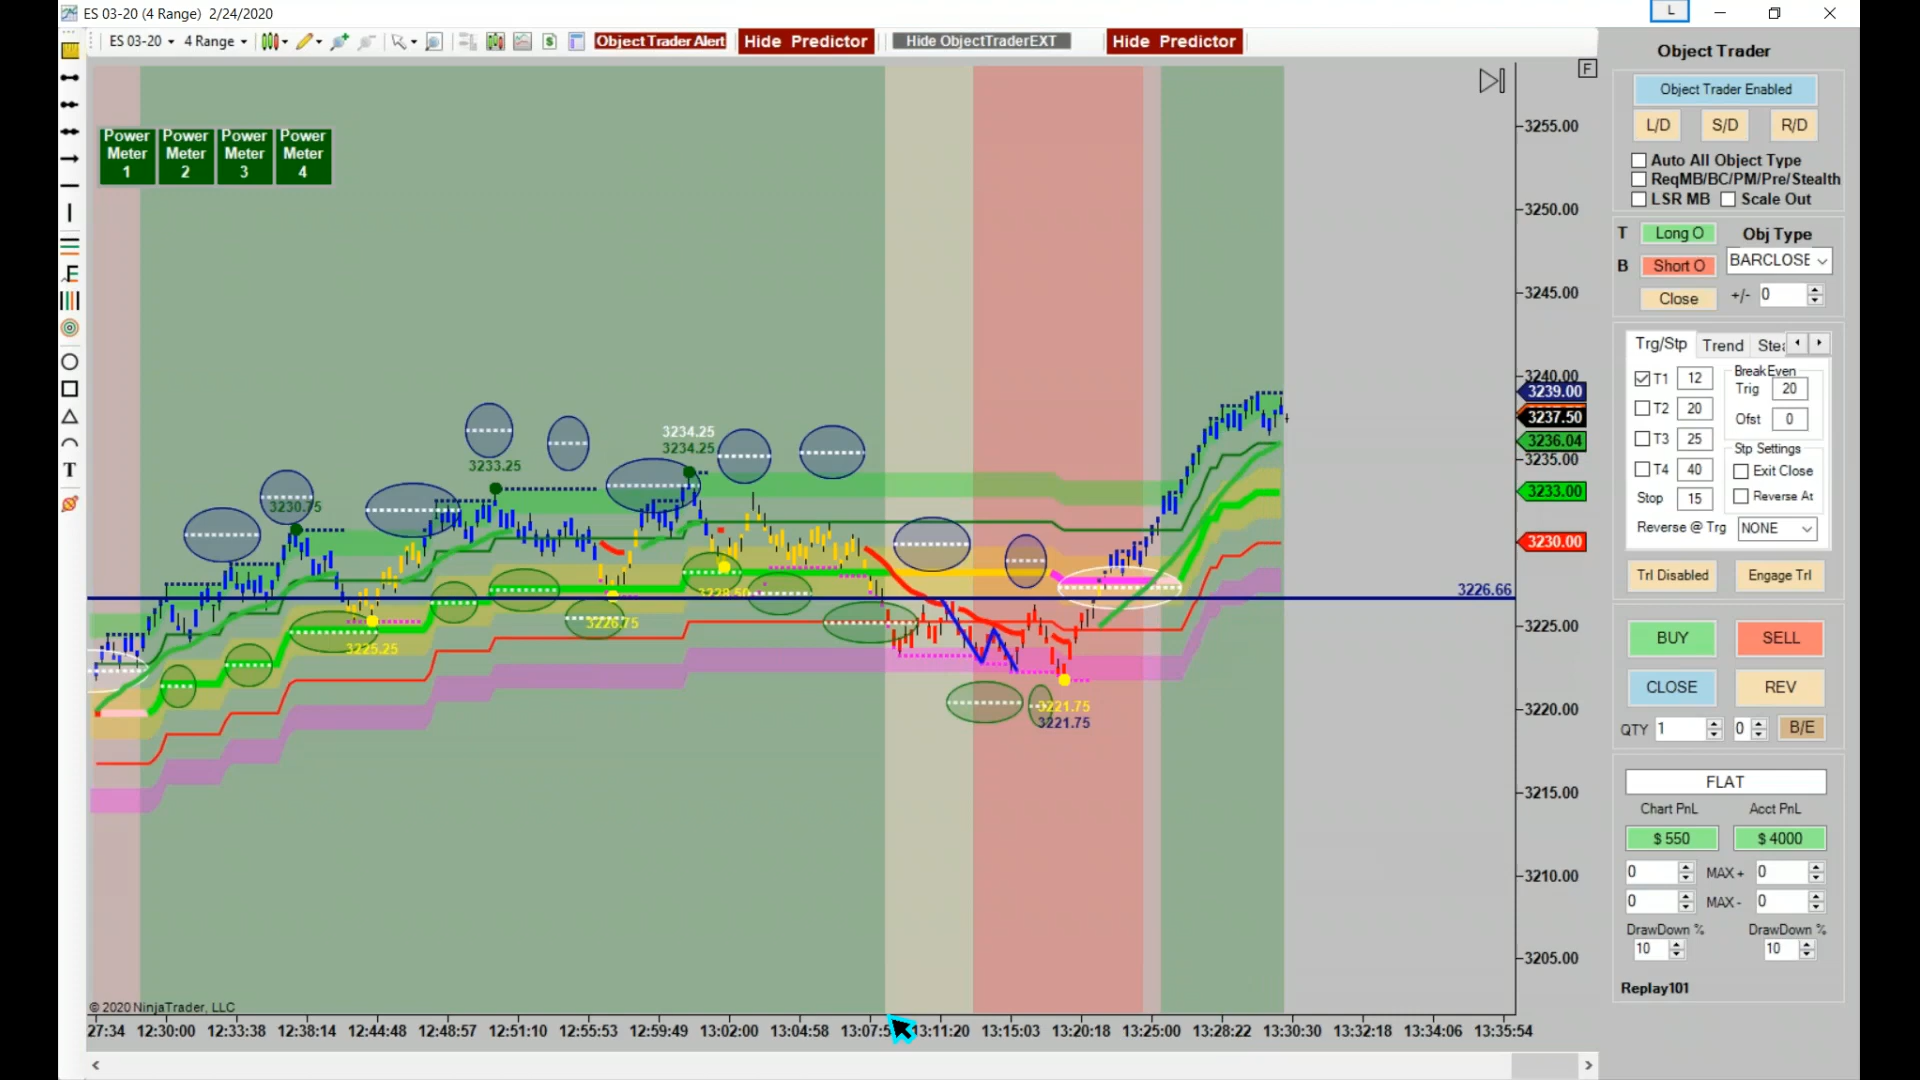 ES 03-20 (4 Range) 2/24/2020
L
ES 03-20 4 Range
Object Trader Alert
Hide Predictor
Hide ObjectTraderEXT
Hide Predictor
F
Power Meter 1
Power Meter 2
Power Meter 3
Power Meter 4
T
3230.75
3225.25
3233.25
3226.75
3234.25
3234.25
3228.50
3221.75
3221.75
3226.66
3255.00
3250.00
3245.00
3240.00
3239.00
3237.50
3236.04
3235.00
3233.00
3230.00
3225.00
3220.00
3215.00
3210.00
3205.00
© 2020 NinjaTrader, LLC
27:34 12:30:00 12:33:38 12:38:14 12:44:48 12:48:57 12:51:10 12:55:53 12:59:49 13:02:00 13:04:58 13:07:5 13:11:20 13:15:03 13:20:18 13:25:00 13:28:22 13:30:30 13:32:18 13:34:06 13:35:54
Object Trader
Object Trader Enabled
L/D S/D R/D
Auto All Object Type
ReqMB/BC/PM/Pre/Stealth
LSR MB Scale Out
T Long O Obj Type
B Short O BARCLOSE
Close +/- 0
Trg/Stp Trend Stea
T1 12
T2 20
T3 25
T4 40
Stop 15
BreakEven
Trig 20
Ofst 0
Stp Settings
Exit Close
Reverse At
Reverse @ Trg NONE
Trl Disabled Engage Trl
BUY SELL
CLOSE REV
QTY 1 0 B/E
FLAT
Chart PnL Acct PnL
$ 550 $ 4000
0 MAX + 0
0 MAX - 0
DrawDown % DrawDown %
10 10
Replay101